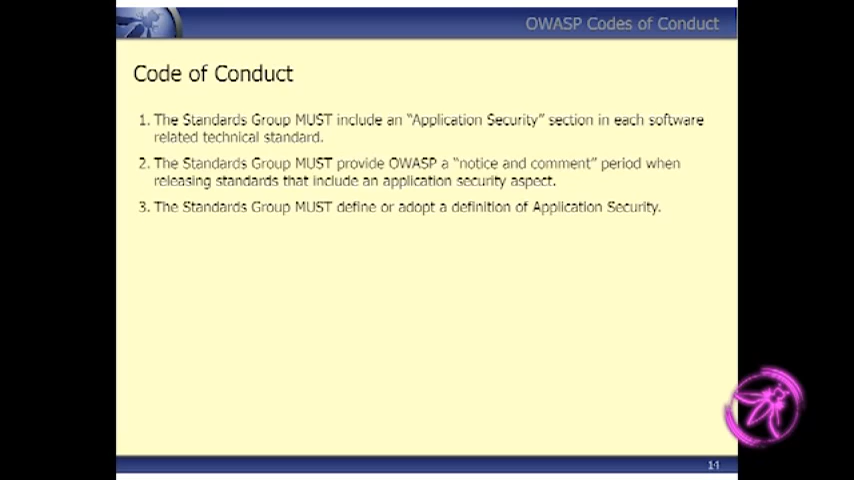 OWASP Codes of Conduct
Code of Conduct
1. The Standards Group MUST include an “Application Security” section in each software
related technical standard.
2. The Standards Group MUST provide OWASP a “notice and comment” period when
releasing standards that include an application security aspect.
3. The Standards Group MUST define or adopt a definition of Application Security.
14